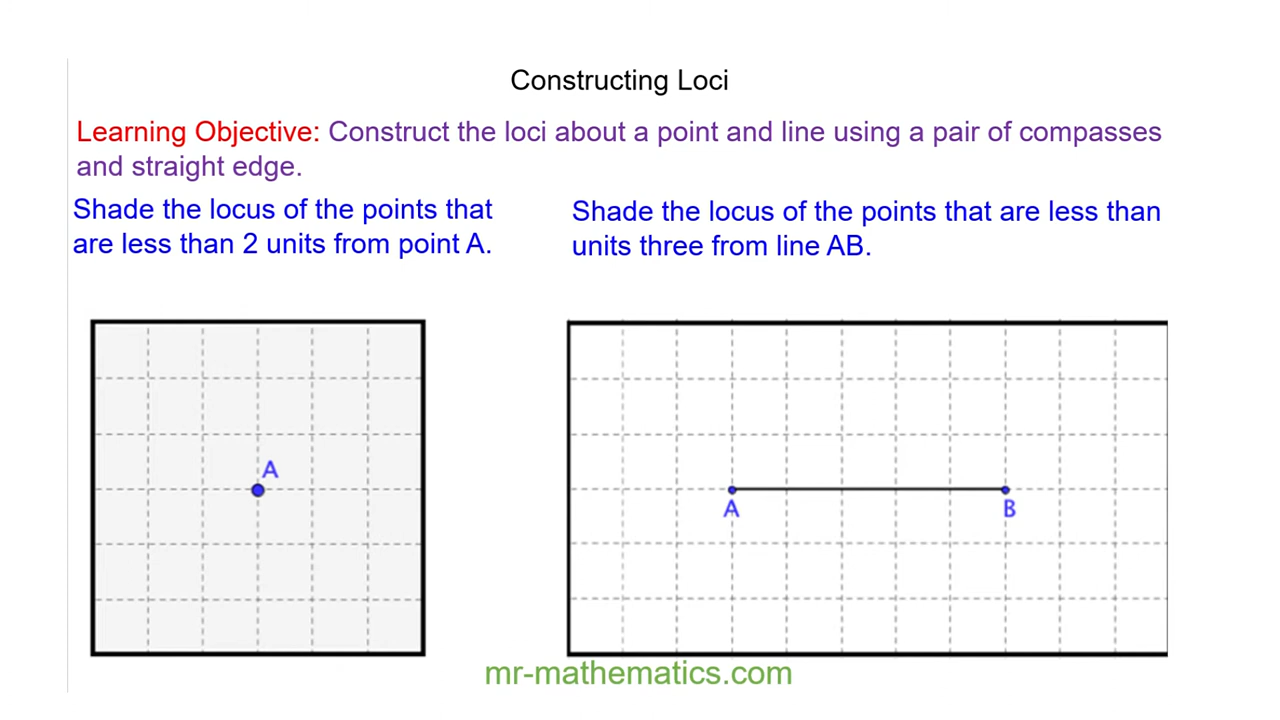 Constructing Loci
Learning Objective: Construct the loci about a point and line using a pair of compasses
and straight edge.
Shade the locus of the points that
are less than 2 units from point A.
Shade the locus of the points that are less than
units three from line AB.
A
A
B
mr-mathematics.com